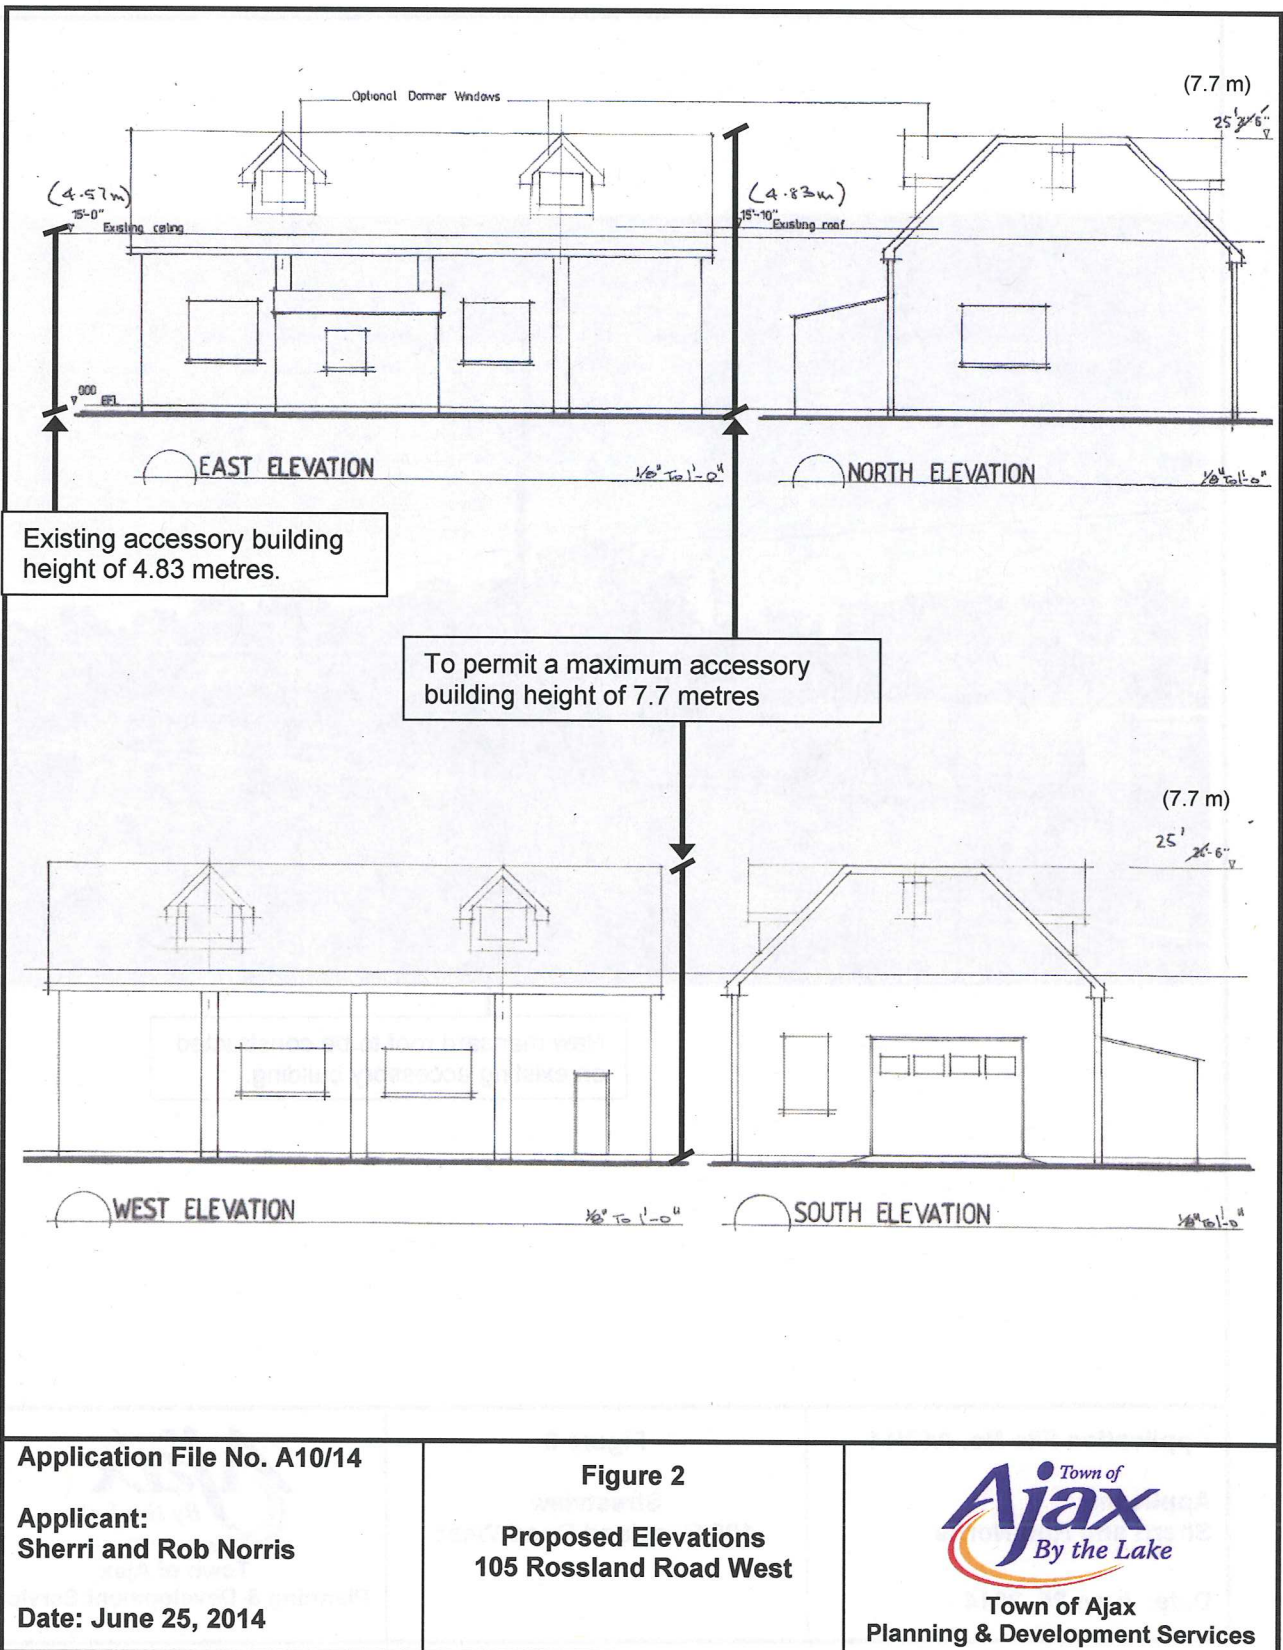 Optional Dormer Windows
(7.7 m)
25'
(4.57m)
15'-0"
Existing ceiling
(4.83m)
15'-10"
Existing roof
000
EFL
EAST ELEVATION
1/8" To 1'-0"
NORTH ELEVATION
1/8" To 1'-0"
Existing accessory building
height of 4.83 metres.
To permit a maximum accessory
building height of 7.7 metres
(7.7 m)
25'
26'-6"
WEST ELEVATION
1/8" To 1'-0"
SOUTH ELEVATION
1/8" To 1'-0"
Application File No. A10/14
Applicant:
Sherri and Rob Norris
Date: June 25, 2014
Figure 2
Proposed Elevations
105 Rossland Road West
Town of
Ajax
By the Lake
Town of Ajax
Planning & Development Services